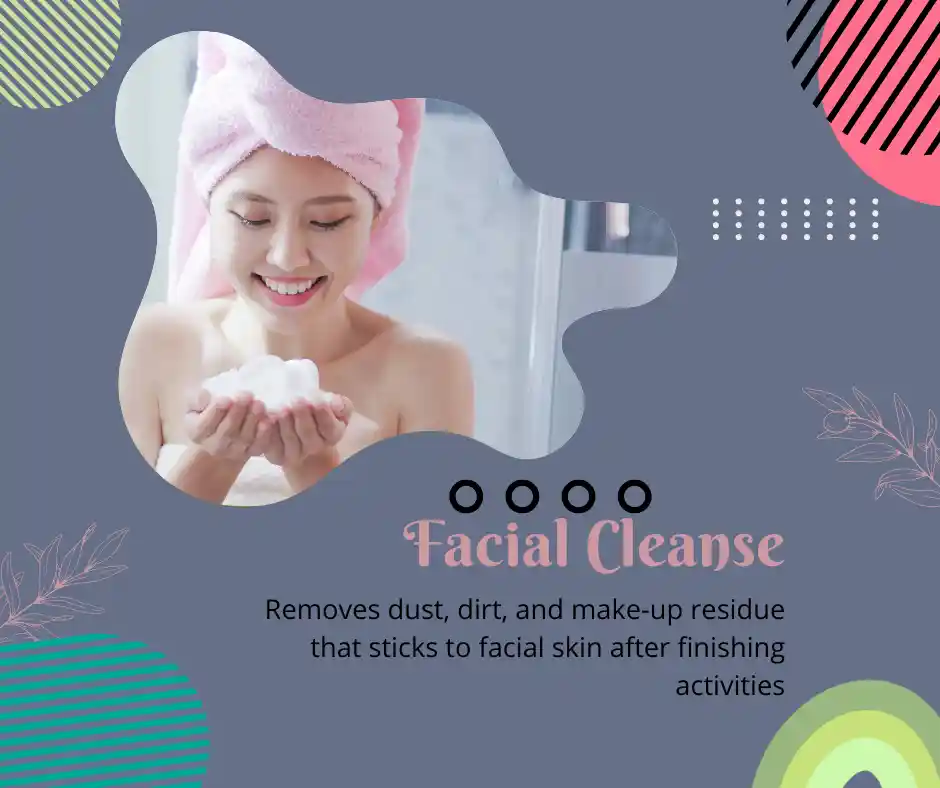 Facial Cleanse
Removes dust, dirt, and make-up residue
that sticks to facial skin after finishing
activities